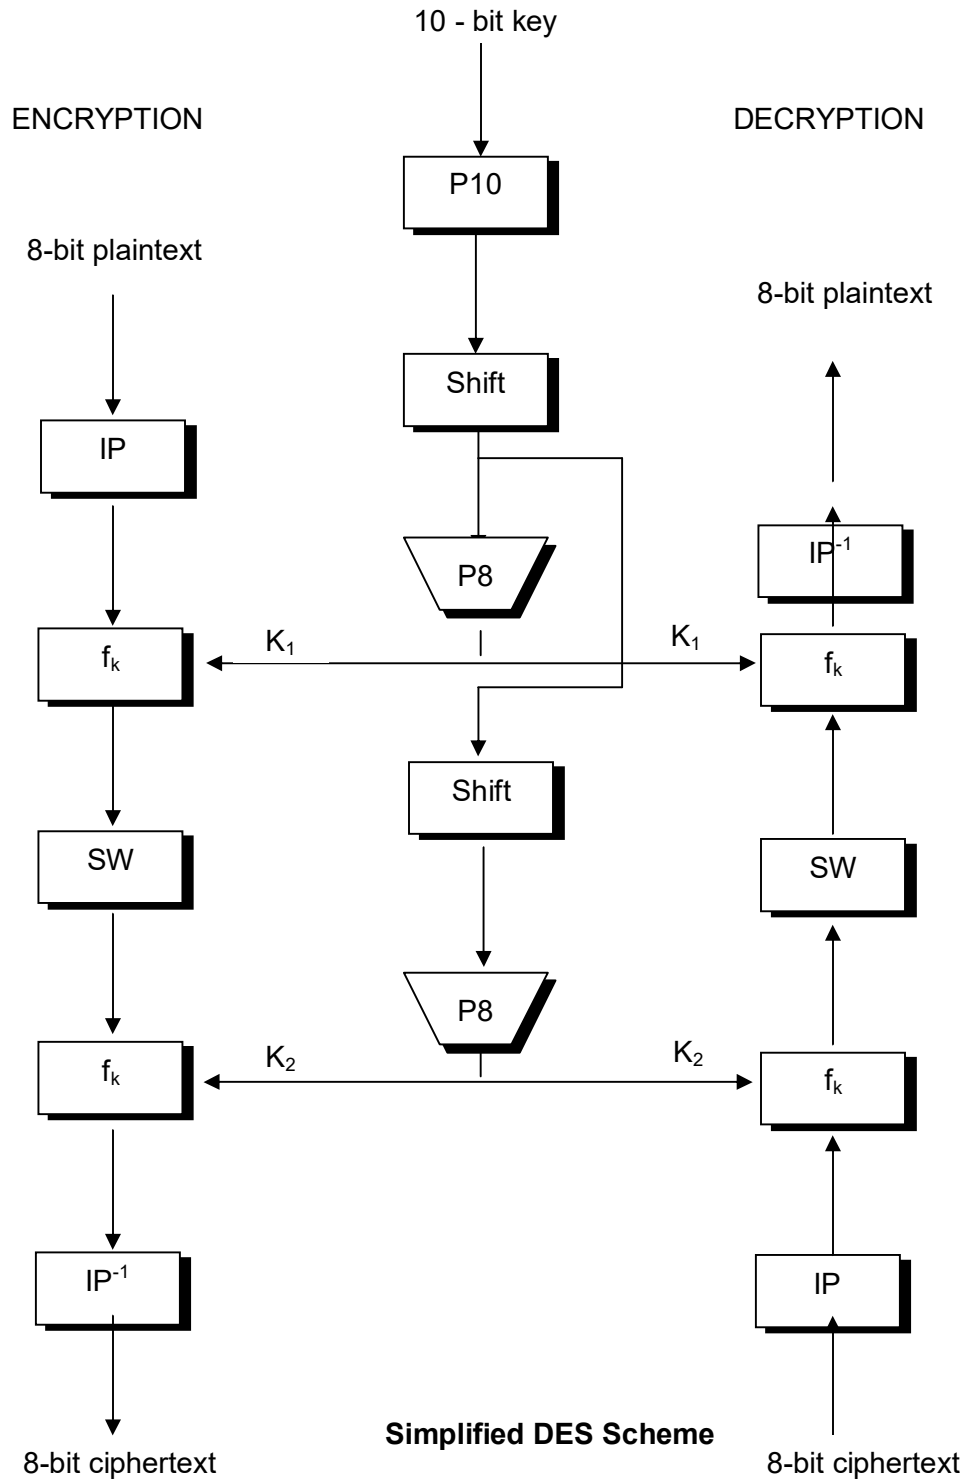 10 - bit key
ENCRYPTION
DECRYPTION
P10
8-bit plaintext
8-bit plaintext
Shift
IP
IP⁻¹
P8
K₁
K₁
fₖ
fₖ
Shift
SW
SW
P8
K₂
K₂
fₖ
fₖ
IP⁻¹
IP
Simplified DES Scheme
8-bit ciphertext
8-bit ciphertext